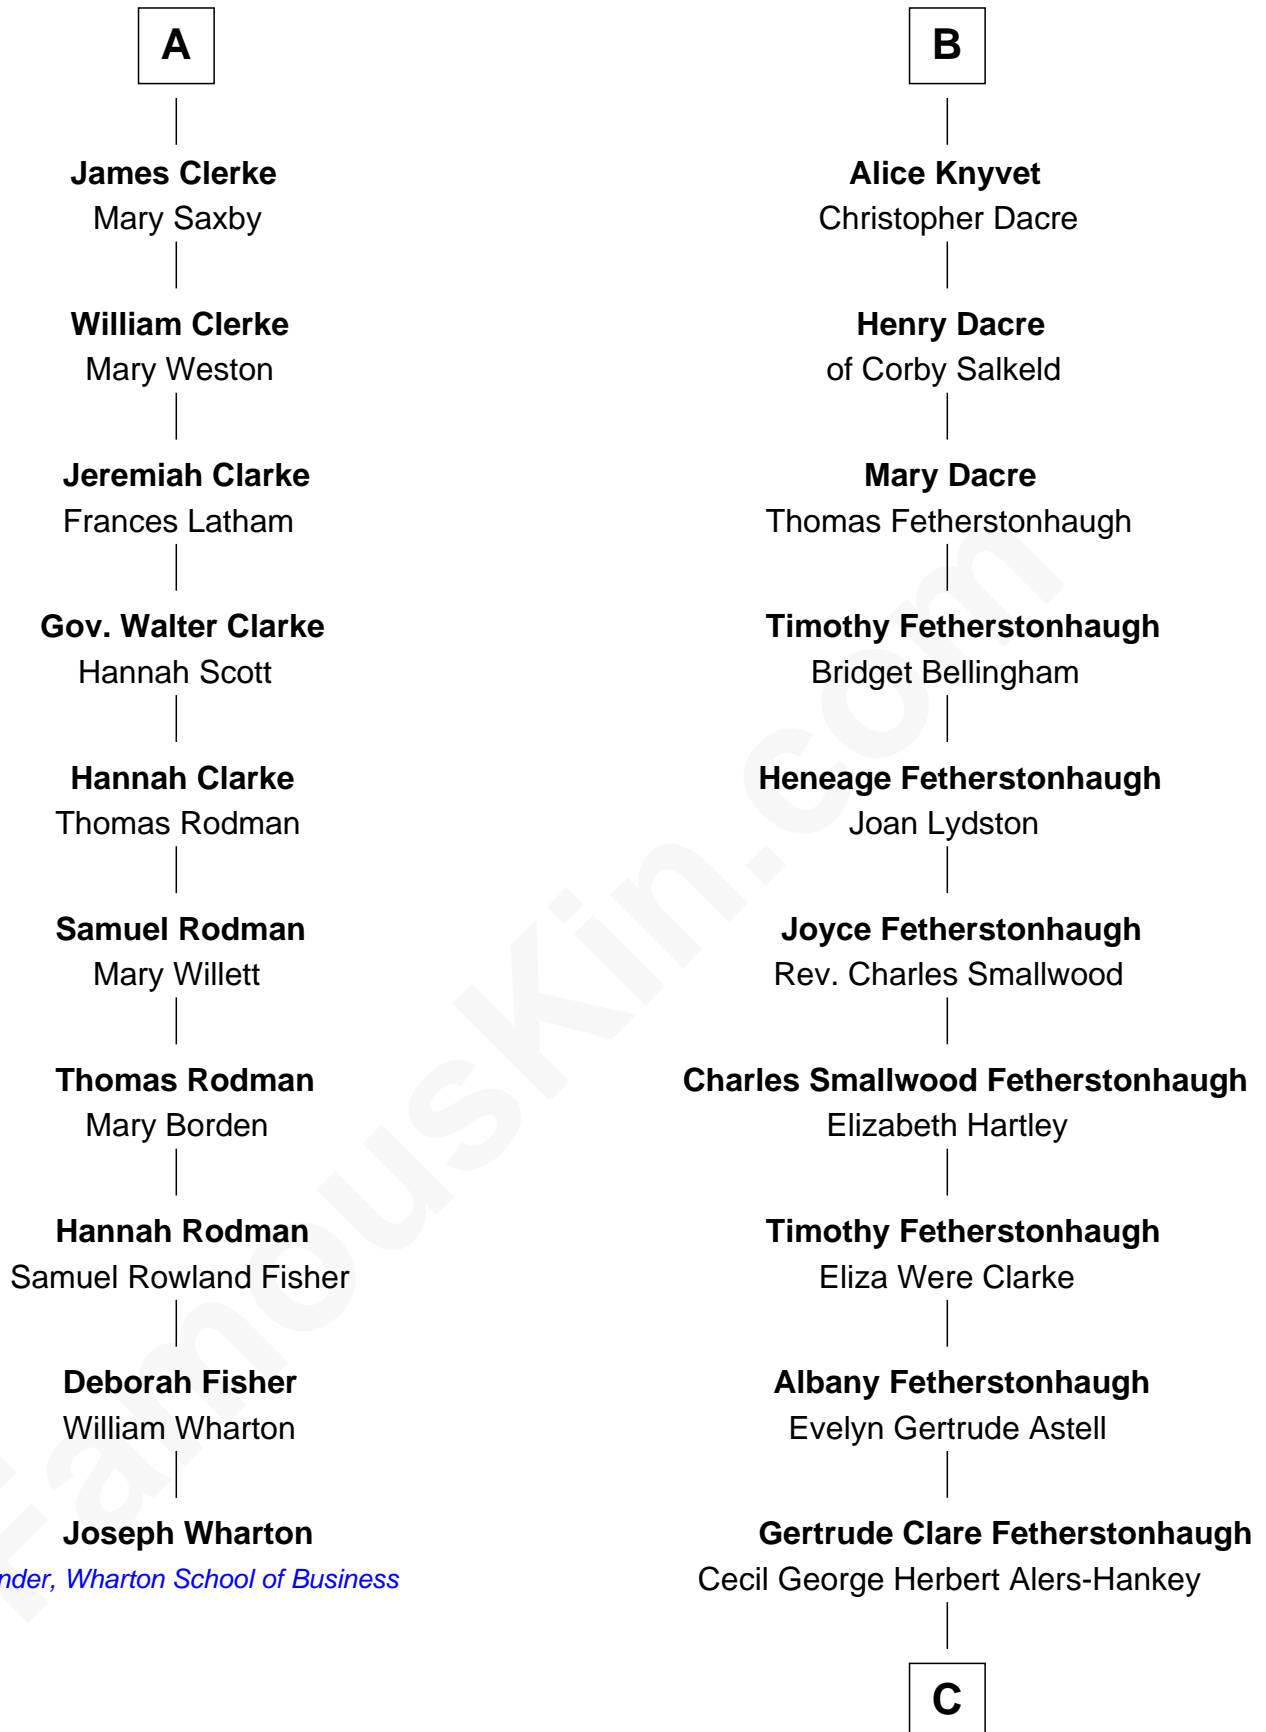 A
James Clerke
Mary Saxby
William Clerke
Mary Weston
Jeremiah Clarke
Frances Latham
Gov. Walter Clarke
Hannah Scott
Hannah Clarke
Thomas Rodman
Samuel Rodman
Mary Willett
Thomas Rodman
Mary Borden
Hannah Rodman
Samuel Rowland Fisher
Deborah Fisher
William Wharton
Joseph Wharton
nder, Wharton School of Business
B
Alice Knyvet
Christopher Dacre
Henry Dacre
of Corby Salkeld
Mary Dacre
Thomas Fetherstonhaugh
Timothy Fetherstonhaugh
Bridget Bellingham
Heneage Fetherstonhaugh
Joan Lydston
Joyce Fetherstonhaugh
Rev. Charles Smallwood
Charles Smallwood Fetherstonhaugh
Elizabeth Hartley
Timothy Fetherstonhaugh
Eliza Were Clarke
Albany Fetherstonhaugh
Evelyn Gertrude Astell
Gertrude Clare Fetherstonhaugh
Cecil George Herbert Alers-Hankey
C
FamousKin.com